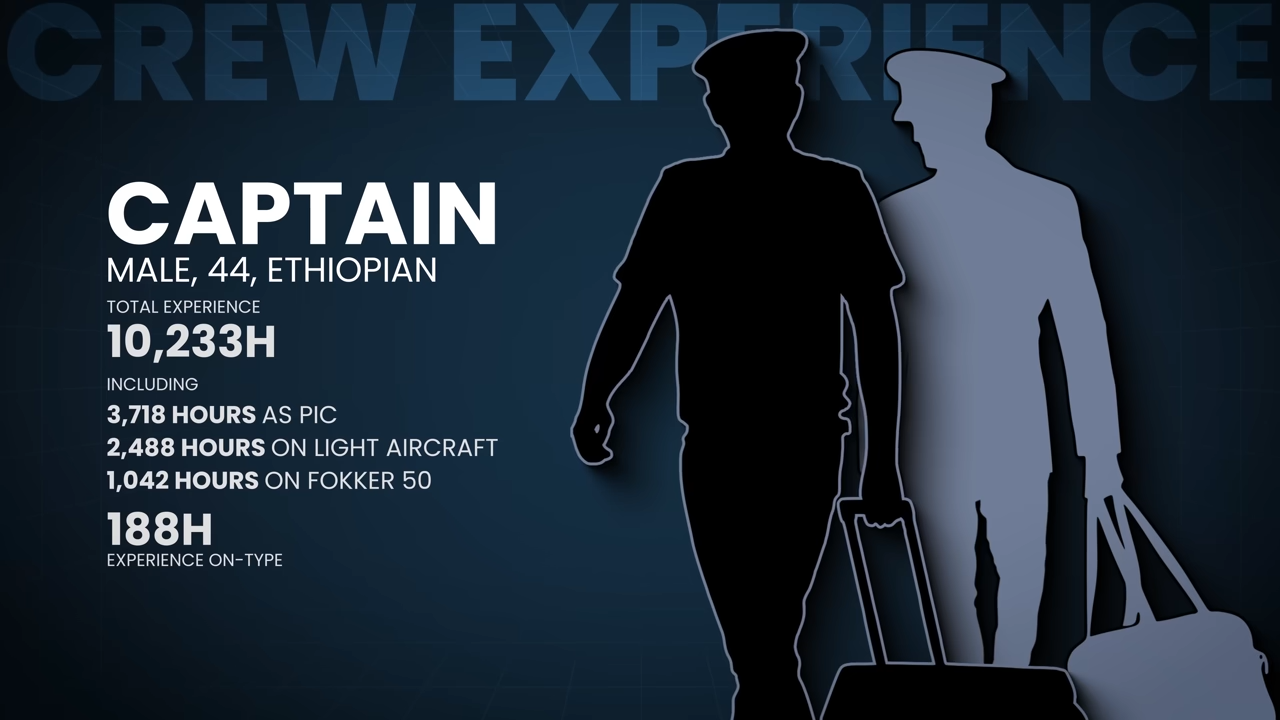 CREW EXPERIENCE
CAPTAIN
MALE, 44, ETHIOPIAN
TOTAL EXPERIENCE
10,233H
INCLUDING
3,718 HOURS AS PIC
2,488 HOURS ON LIGHT AIRCRAFT
1,042 HOURS ON FOKKER 50
188H
EXPERIENCE ON-TYPE